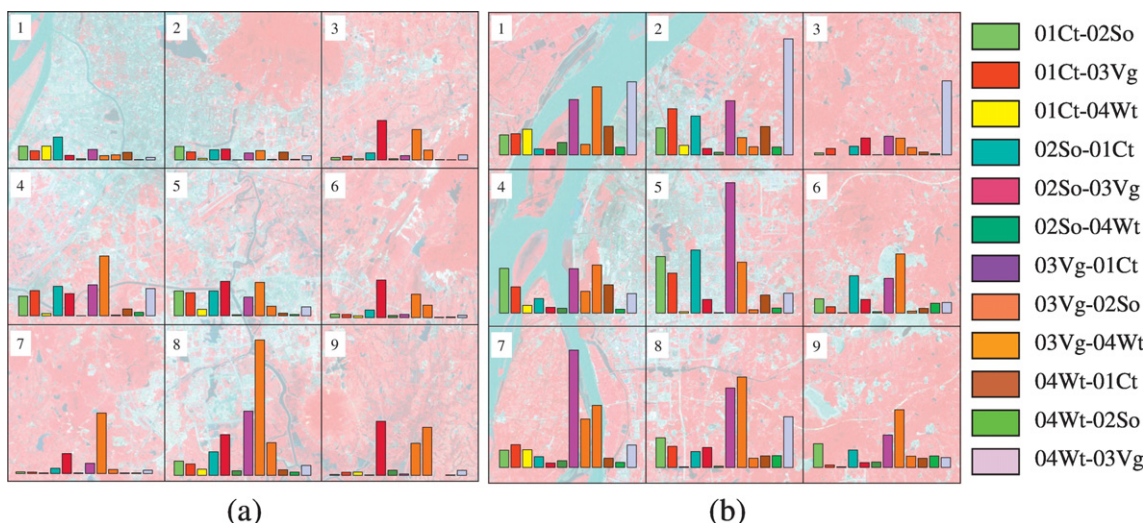 1 2 3
4 5 6
7 8 9
(a)
1 2 3
4 5 6
7 8 9
(b)
01Ct-02So
01Ct-03Vg
01Ct-04Wt
02So-01Ct
02So-03Vg
02So-04Wt
03Vg-01Ct
03Vg-02So
03Vg-04Wt
04Wt-01Ct
04Wt-02So
04Wt-03Vg